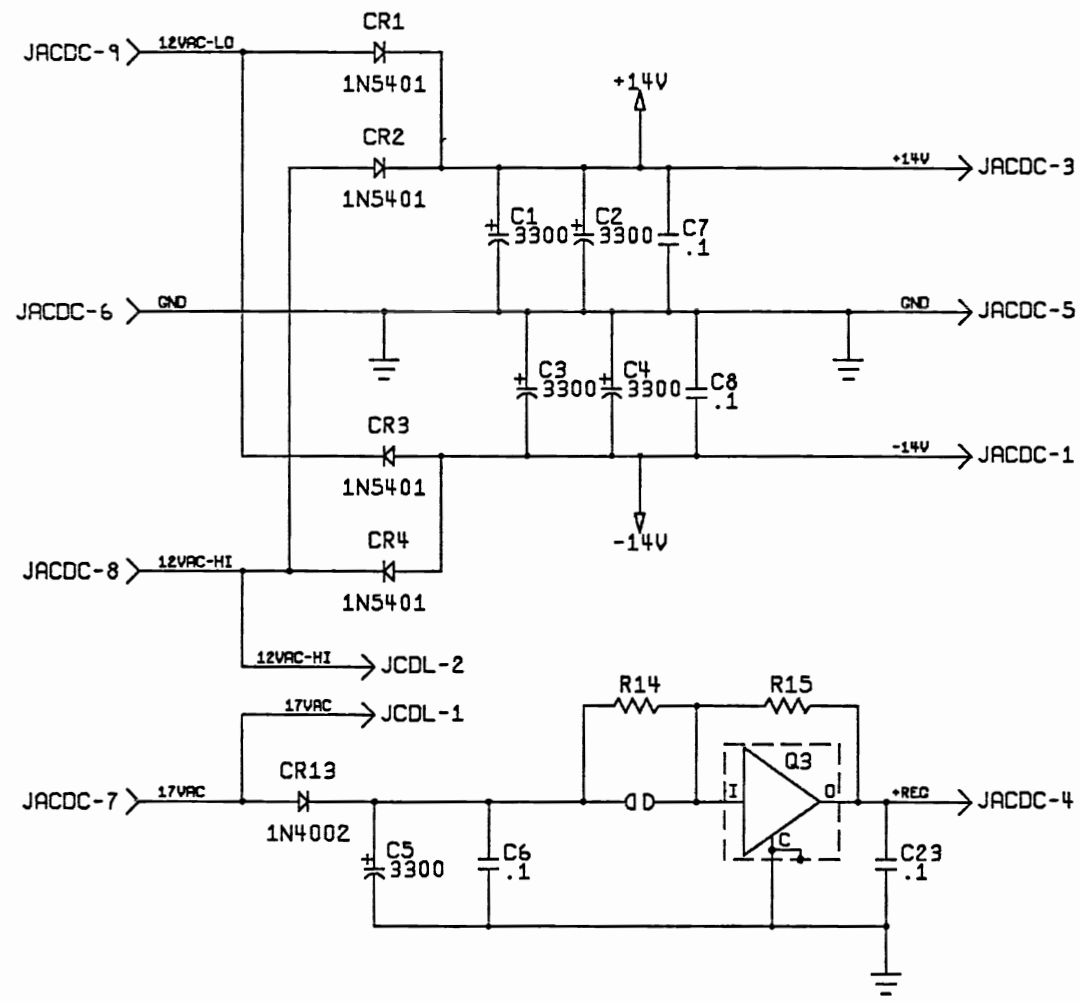 CR1
JACDC-9
12VAC-LO
1N5401
+14V
CR2
+14V
JACDC-3
1N5401
+
C1
3300
+
C2
3300
C7
.1
JACDC-6
GND
GND
JACDC-5
+
C3
3300
+
C4
3300
C8
.1
CR3
-14V
JACDC-1
1N5401
CR4
-14V
JACDC-8
12VAC-HI
1N5401
12VAC-HI
JCDL-2
R14
R15
17VAC
JCDL-1
CR13
Q3
JACDC-7
17VAC
I
O
+REG
JACDC-4
1N4002
C
+
C5
3300
C6
.1
C23
.1